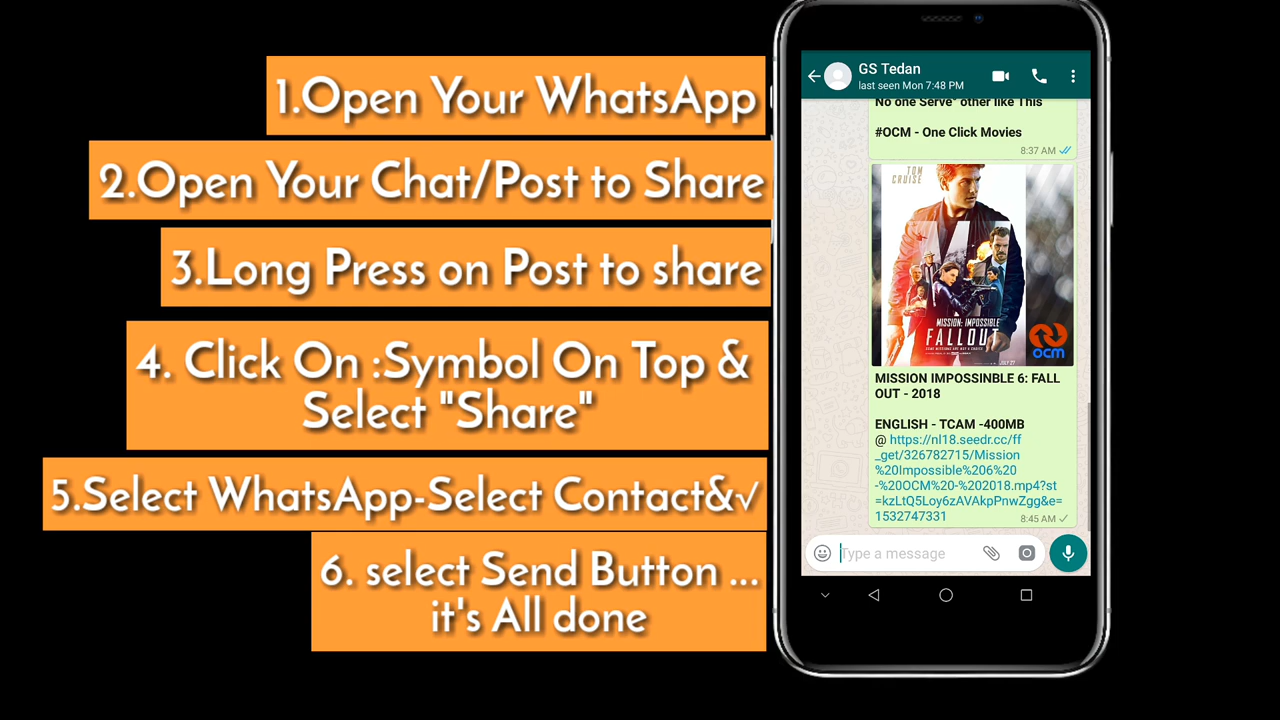 1.Open Your WhatsApp
2.Open Your Chat/Post to Share
3.Long Press on Post to share
4. Click On :Symbol On Top &
Select "Share"
5.Select WhatsApp-Select Contact&√
6. select Send Button ...
it's All done
GS Tedan
last seen Mon 7:48 PM
No one Serve" other like This
#OCM - One Click Movies
8:37 AM
TOM
CRUISE
MISSION: IMPOSSIBLE
FALLOUT
JULY 27
ocm
MISSION IMPOSSINBLE 6: FALL
OUT - 2018
ENGLISH - TCAM -400MB
@ https://nl18.seedr.cc/ff
_get/326782715/Mission
%20Impossible%206%20
-%20OCM%20-%202018.mp4?st
=kzLtQ5Loy6zAVAkpPnwZgg&e=
1532747331
8:45 AM
Type a message